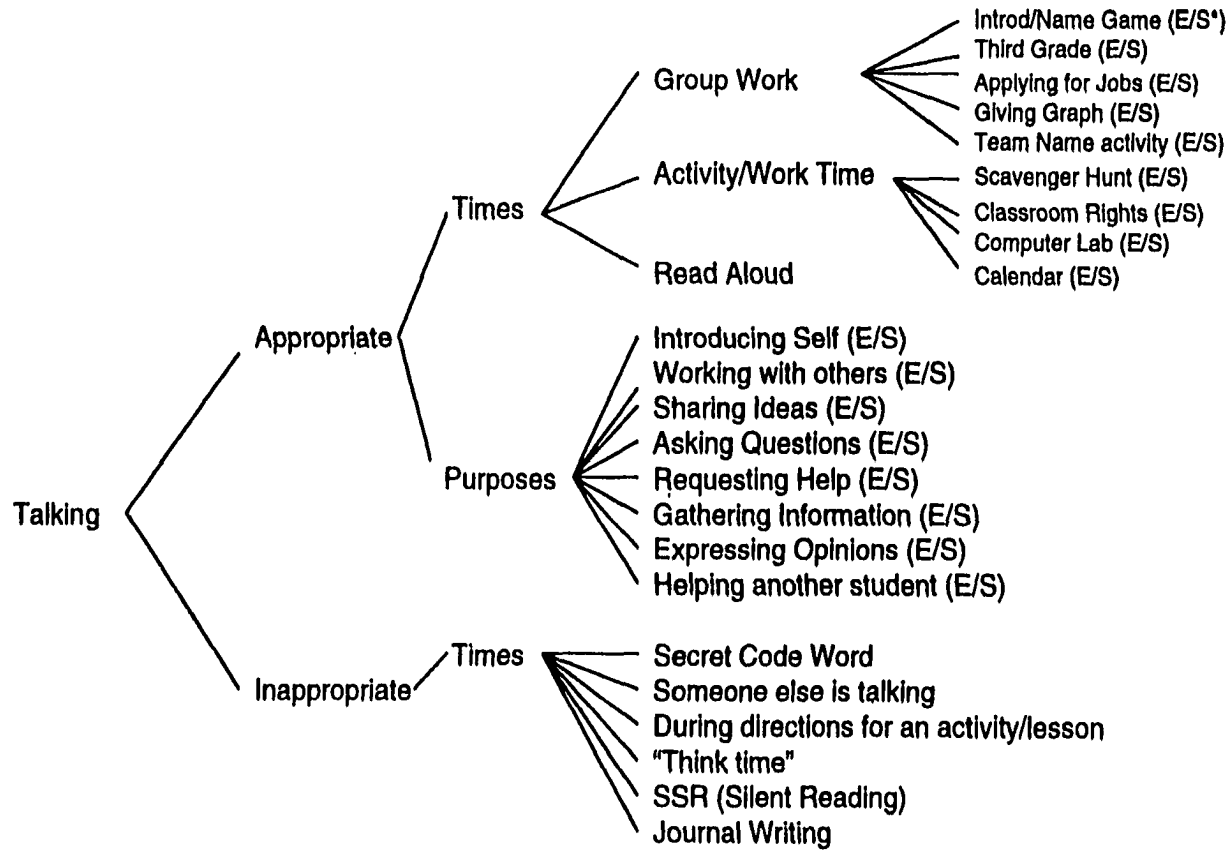 Talking
Appropriate
Times
Group Work
Introd/Name Game (E/S*)
Third Grade (E/S)
Applying for Jobs (E/S)
Giving Graph (E/S)
Team Name activity (E/S)
Activity/Work Time
Scavenger Hunt (E/S)
Classroom Rights (E/S)
Computer Lab (E/S)
Calendar (E/S)
Read Aloud
Purposes
Introducing Self (E/S)
Working with others (E/S)
Sharing Ideas (E/S)
Asking Questions (E/S)
Requesting Help (E/S)
Gathering Information (E/S)
Expressing Opinions (E/S)
Helping another student (E/S)
Inappropriate
Times
Secret Code Word
Someone else is talking
During directions for an activity/lesson
"Think time"
SSR (Silent Reading)
Journal Writing